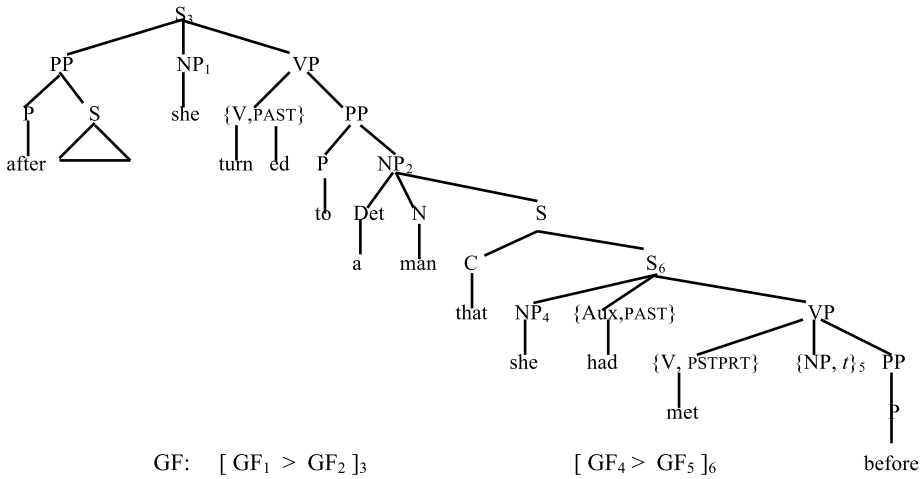 S₃
PP NP₁ VP
P S she {V,PAST} PP
after turn ed P NP₂
to Det N S
a man C S₆
that NP₄ {Aux,PAST} VP
she had {V, PSTPRT} {NP, t}₅ PP
met P
GF: [ GF₁ > GF₂ ]₃ [ GF₄ > GF₅ ]₆ before